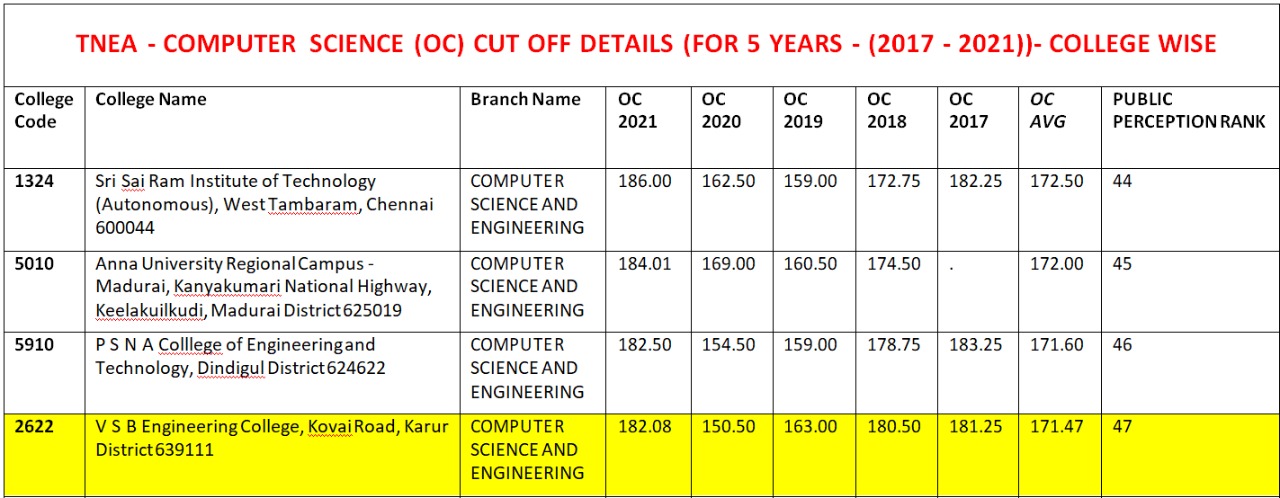 TNEA - COMPUTER SCIENCE (OC) CUT OFF DETAILS (FOR 5 YEARS - (2017 - 2021))- COLLEGE WISE
College Code College Name Branch Name OC 2021 OC 2020 OC 2019 OC 2018 OC 2017 OC AVG PUBLIC PERCEPTION RANK
1324 Sri Sai Ram Institute of Technology COMPUTER 186.00 162.50 159.00 172.75 182.25 172.50 44
(Autonomous), West Tambaram, Chennai SCIENCE AND
600044 ENGINEERING
5010 Anna University Regional Campus - COMPUTER 184.01 169.00 160.50 174.50 . 172.00 45
Madurai, Kanyakumari National Highway, SCIENCE AND
Keelakuilkudi, Madurai District 625019 ENGINEERING
5910 P S N A Colllege of Engineering and COMPUTER 182.50 154.50 159.00 178.75 183.25 171.60 46
Technology, Dindigul District 624622 SCIENCE AND
ENGINEERING
2622 V S B Engineering College, Kovai Road, Karur COMPUTER 182.08 150.50 163.00 180.50 181.25 171.47 47
District 639111 SCIENCE AND
ENGINEERING